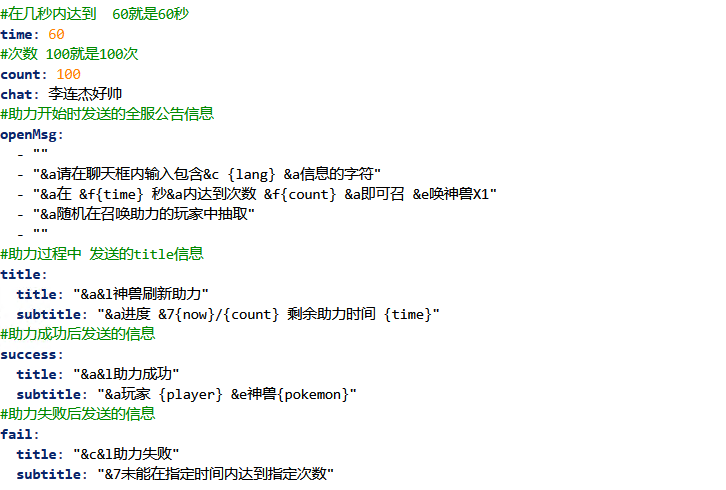 #在几秒内达到  60就是60秒
time: 60
#次数 100就是100次
count: 100
chat: 李连杰好帅
#助力开始时发送的全服公告信息
openMsg:
  - ""
  - "&a请在聊天框内输入包含&c {lang} &a信息的字符"
  - "&a在 &f{time} 秒&a内达到次数 &f{count} &a即可召 &e唤神兽X1"
  - "&a随机在召唤助力的玩家中抽取"
  - ""
#助力过程中 发送的title信息
title:
  title: "&a&l神兽刷新助力"
  subtitle: "&a进度 &7{now}/{count} 剩余助力时间 {time}"
#助力成功后发送的信息
success:
  title: "&a&l助力成功"
  subtitle: "&a玩家 {player} &e神兽{pokemon}"
#助力失败后发送的信息
fail:
  title: "&c&l助力失败"
  subtitle: "&7未能在指定时间内达到指定次数"